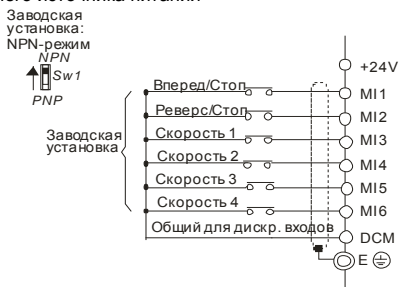 Заводская
установка:
NPN-режим
NPN
Sw1
PNP
+24V
Вперед/Стоп
MI1
Реверс/Стоп
MI2
Заводская
установка
Скорость 1
MI3
Скорость 2
MI4
Скорость 3
MI5
Скорость 4
MI6
Общий для дискр. входов
DCM
E